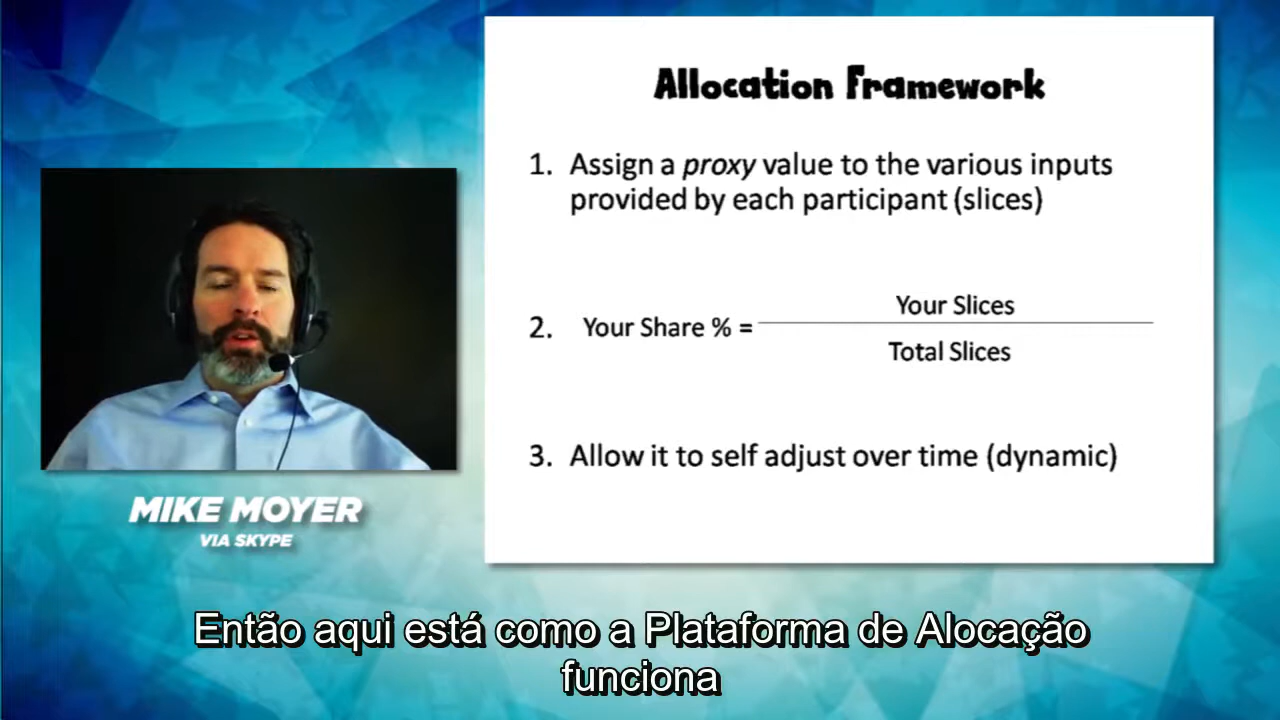 Allocation Framework
1. Assign a proxy value to the various inputs
provided by each participant (slices)
2. Your Share % = Your Slices
Total Slices
3. Allow it to self adjust over time (dynamic)
MIKE MOYER
VIA SKYPE
Então aqui está como a Plataforma de Alocação
funciona